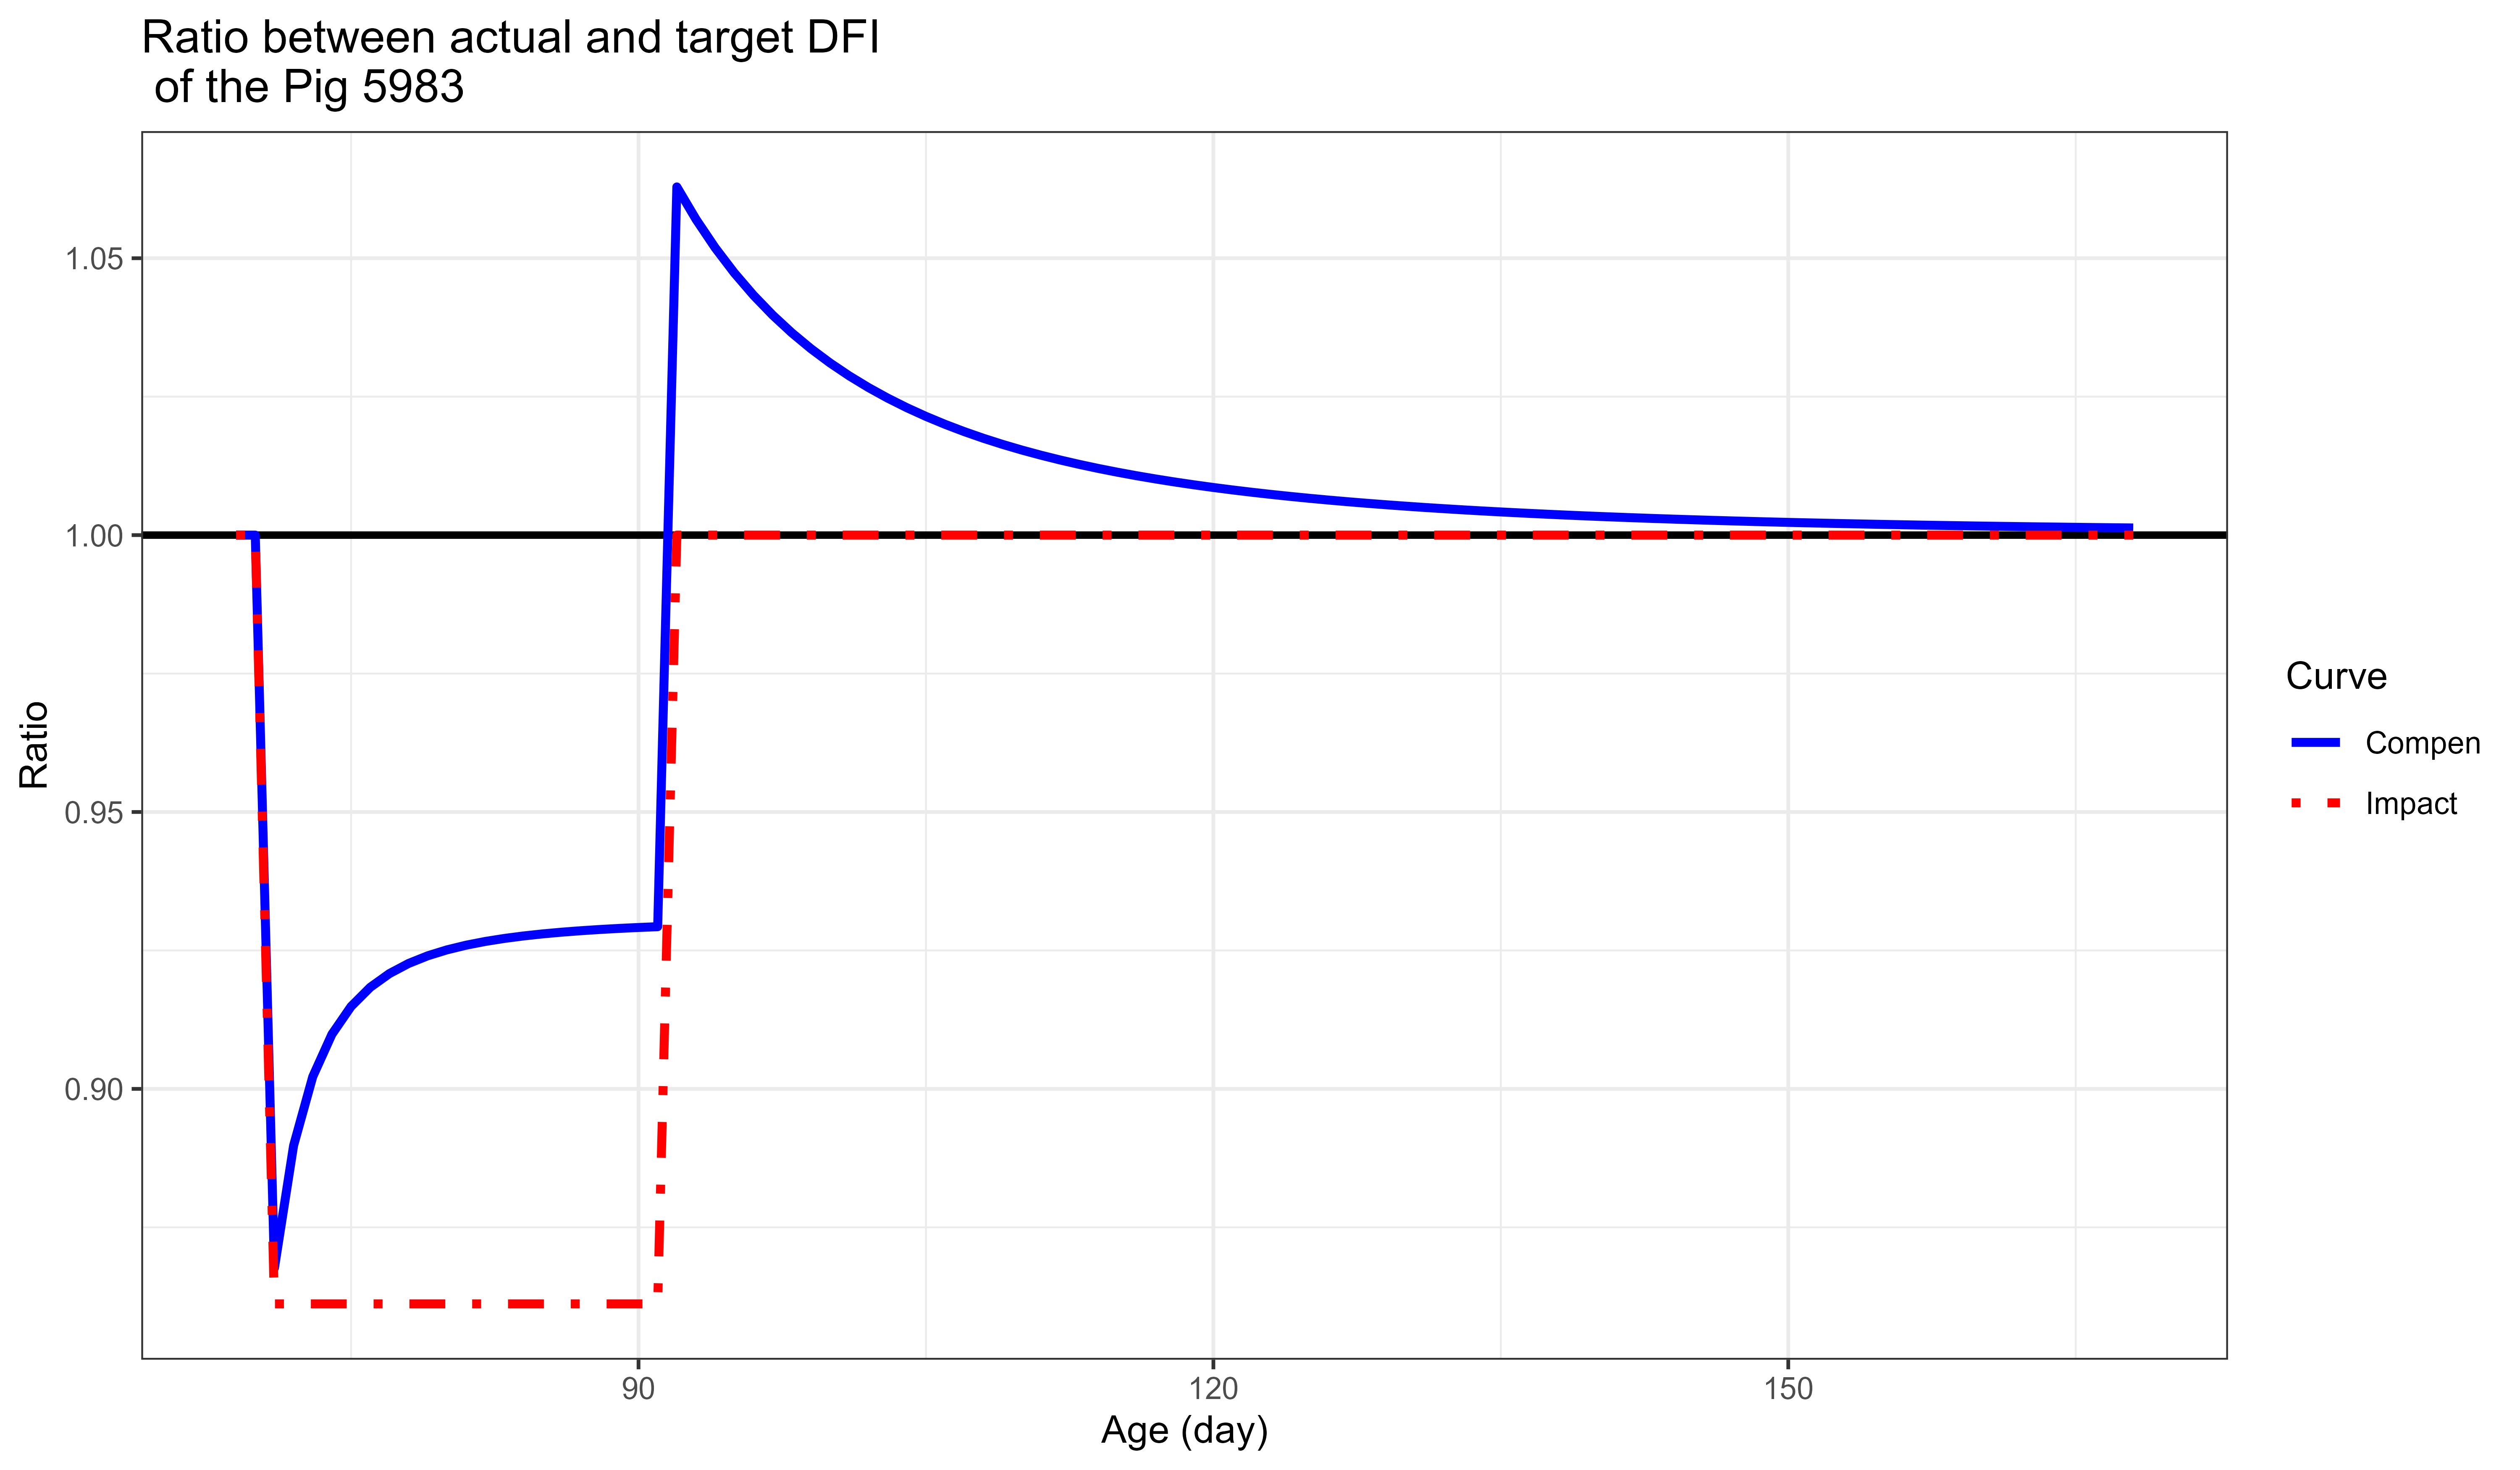 Ratio between actual and target DFI
of the Pig 5983
1.05
1.00
0.95
0.90
Ratio
90
120
150
Age (day)
Curve
Compen
Impact